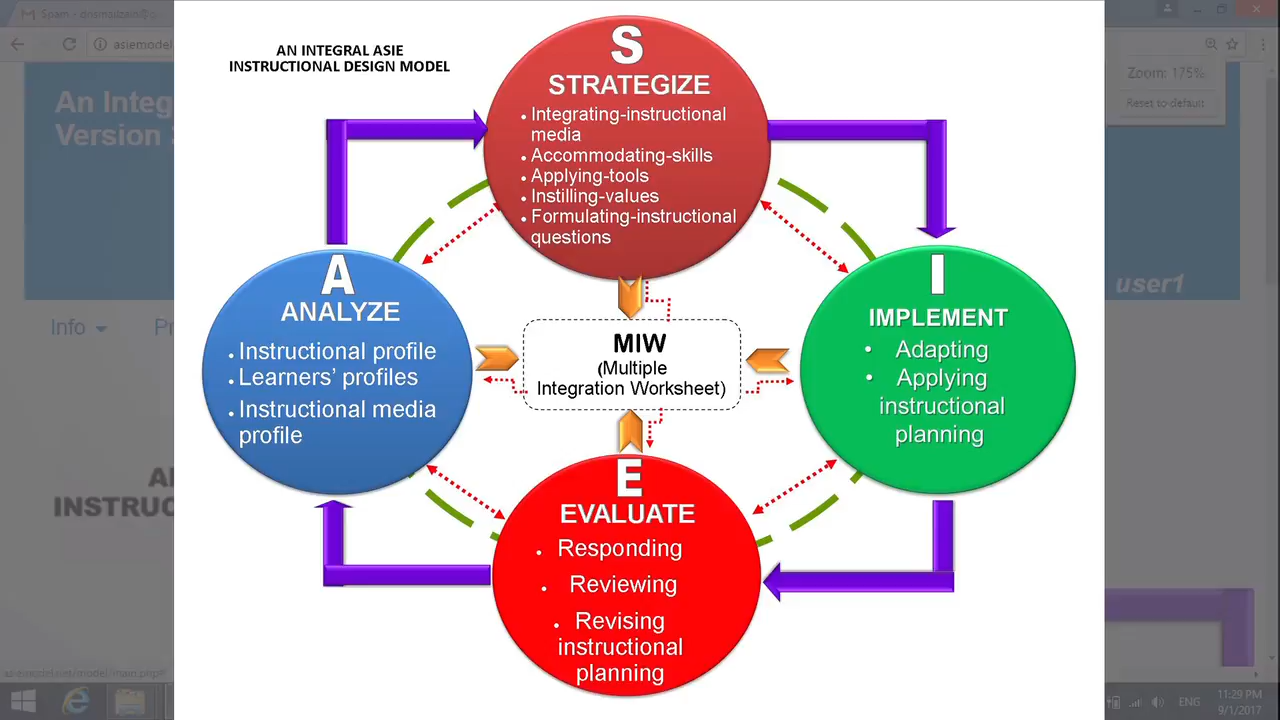 Spam -
asiemodel
Zoom: 175%
Reset to default
An Integ
Version
user1
Info
AN INTEGRAL ASIE
INSTRUCTIONAL DESIGN MODEL
S
STRATEGIZE
• Integrating-instructional
media
• Accommodating-skills
• Applying-tools
• Instilling-values
• Formulating-instructional
questions
A
ANALYZE
• Instructional profile
• Learners’ profiles
• Instructional media
profile
MIW
(Multiple
Integration Worksheet)
I
IMPLEMENT
• Adapting
• Applying
instructional
planning
E
EVALUATE
• Responding
• Reviewing
• Revising
instructional
planning
INSTRUC
ENG
11:29 PM
9/1/2017